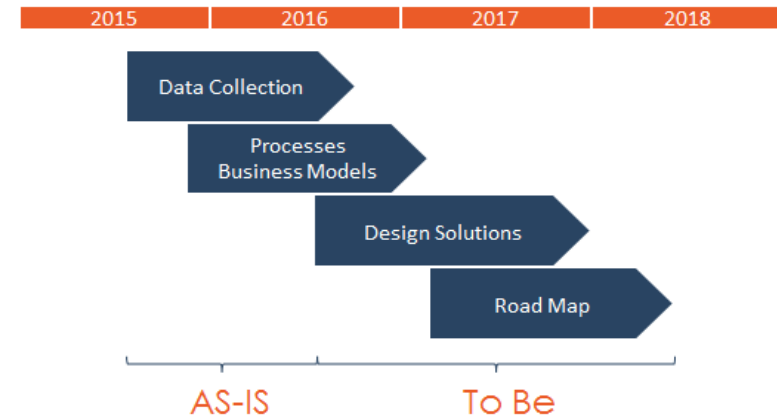 2015 2016 2017 2018
Data Collection
Processes
Business Models
Design Solutions
Road Map
AS-IS To Be